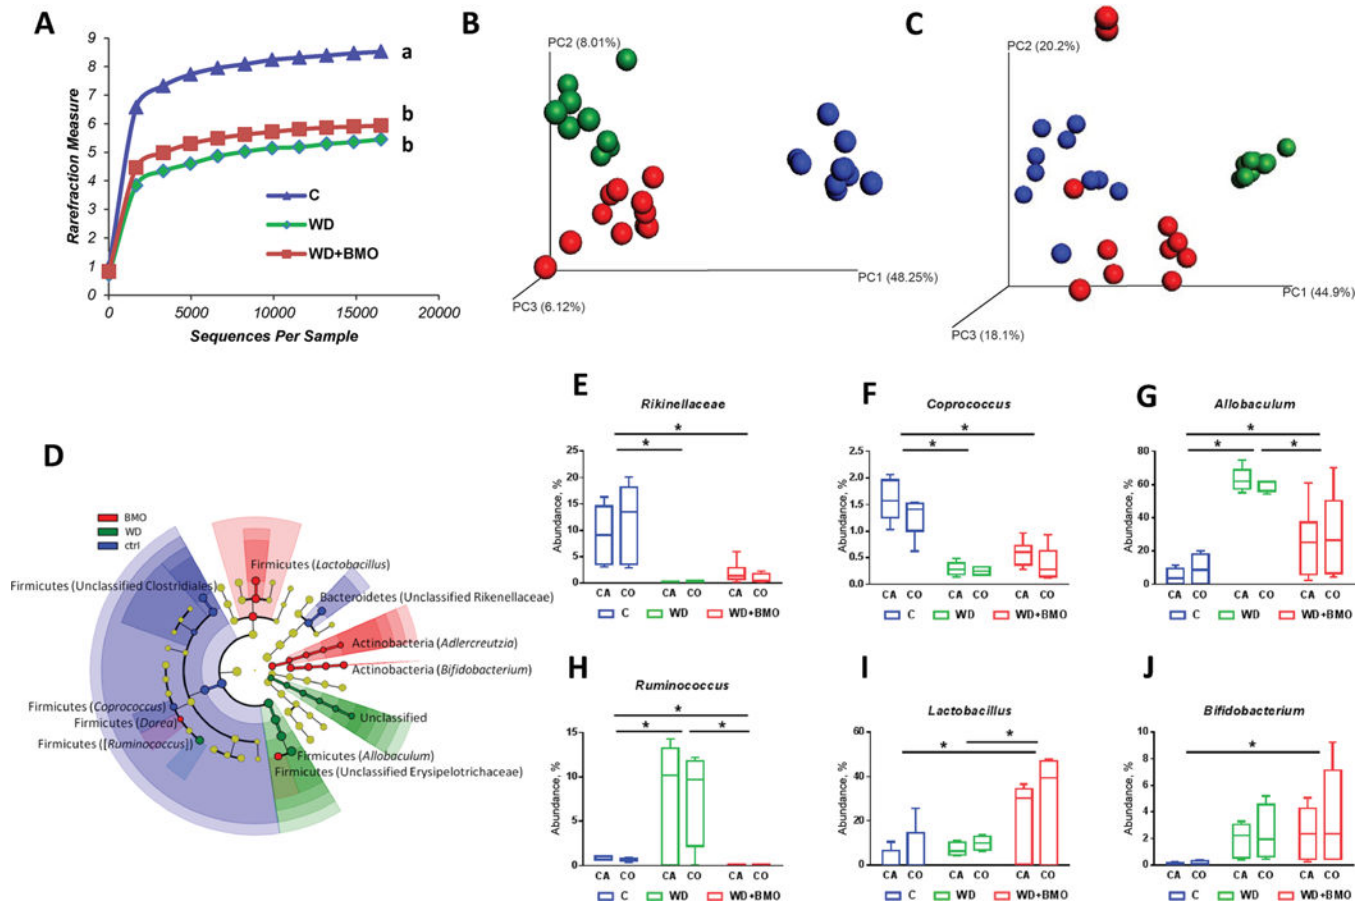 A
Rarefraction Measure
9
8
7
6
5
4
3
2
1
0
a
b
b
C
WD
WD+BMO
0
5000
10000
15000
20000
Sequences Per Sample
B
PC2 (8.01%)
PC1 (48.25%)
PC3 (6.12%)
C
PC2 (20.2%)
PC1 (44.9%)
PC3 (18.1%)
D
BMO
WD
ctrl
Firmicutes (Lactobacillus)
Firmicutes (Unclassified Clostridiales)
Bacteroidetes (Unclassified Rikenellaceae)
Actinobacteria (Adlercreutzia)
Actinobacteria (Bifidobacterium)
Unclassified
Firmicutes (Coprococcus)
Firmicutes (Dorea)
Firmicutes ([Ruminococcus])
Firmicutes (Allobaculum)
Firmicutes (Unclassified Erysipelotrichaceae)
E
Rikinellaceae
*
*
Abundance, %
25
20
15
10
5
0
CA CO CA CO CA CO
C WD WD+BMO
F
Coprococcus
*
*
*
Abundance, %
2.5
2.0
1.5
1.0
0.5
0.0
CA CO CA CO CA CO
C WD WD+BMO
G
Allobaculum
*
*
*
Abundance, %
80
60
40
20
0
CA CO CA CO CA CO
C WD WD+BMO
H
Ruminococcus
*
*
*
Abundance, %
15
10
5
0
CA CO CA CO CA CO
C WD WD+BMO
I
Lactobacillus
*
*
Abundance, %
60
40
20
0
CA CO CA CO CA CO
C WD WD+BMO
J
Bifidobacterium
*
Abundance, %
10
8
6
4
2
0
CA CO CA CO CA CO
C WD WD+BMO